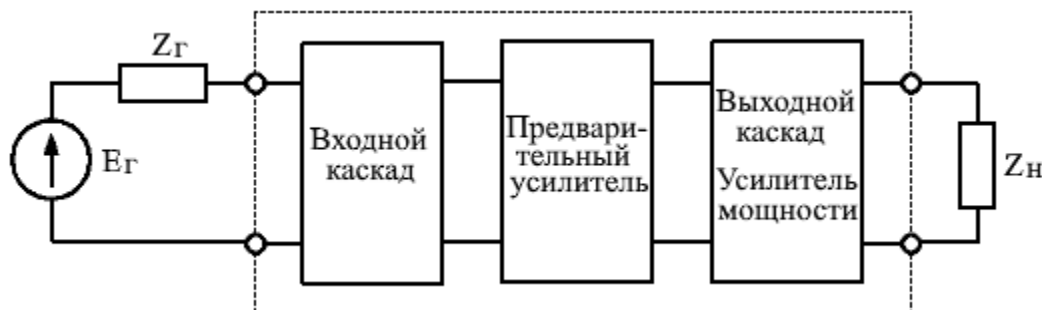 Zг
Eг
Входной
каскад
Предвари-
тельный
усилитель
Выходной
каскад
Усилитель
мощности
Zн